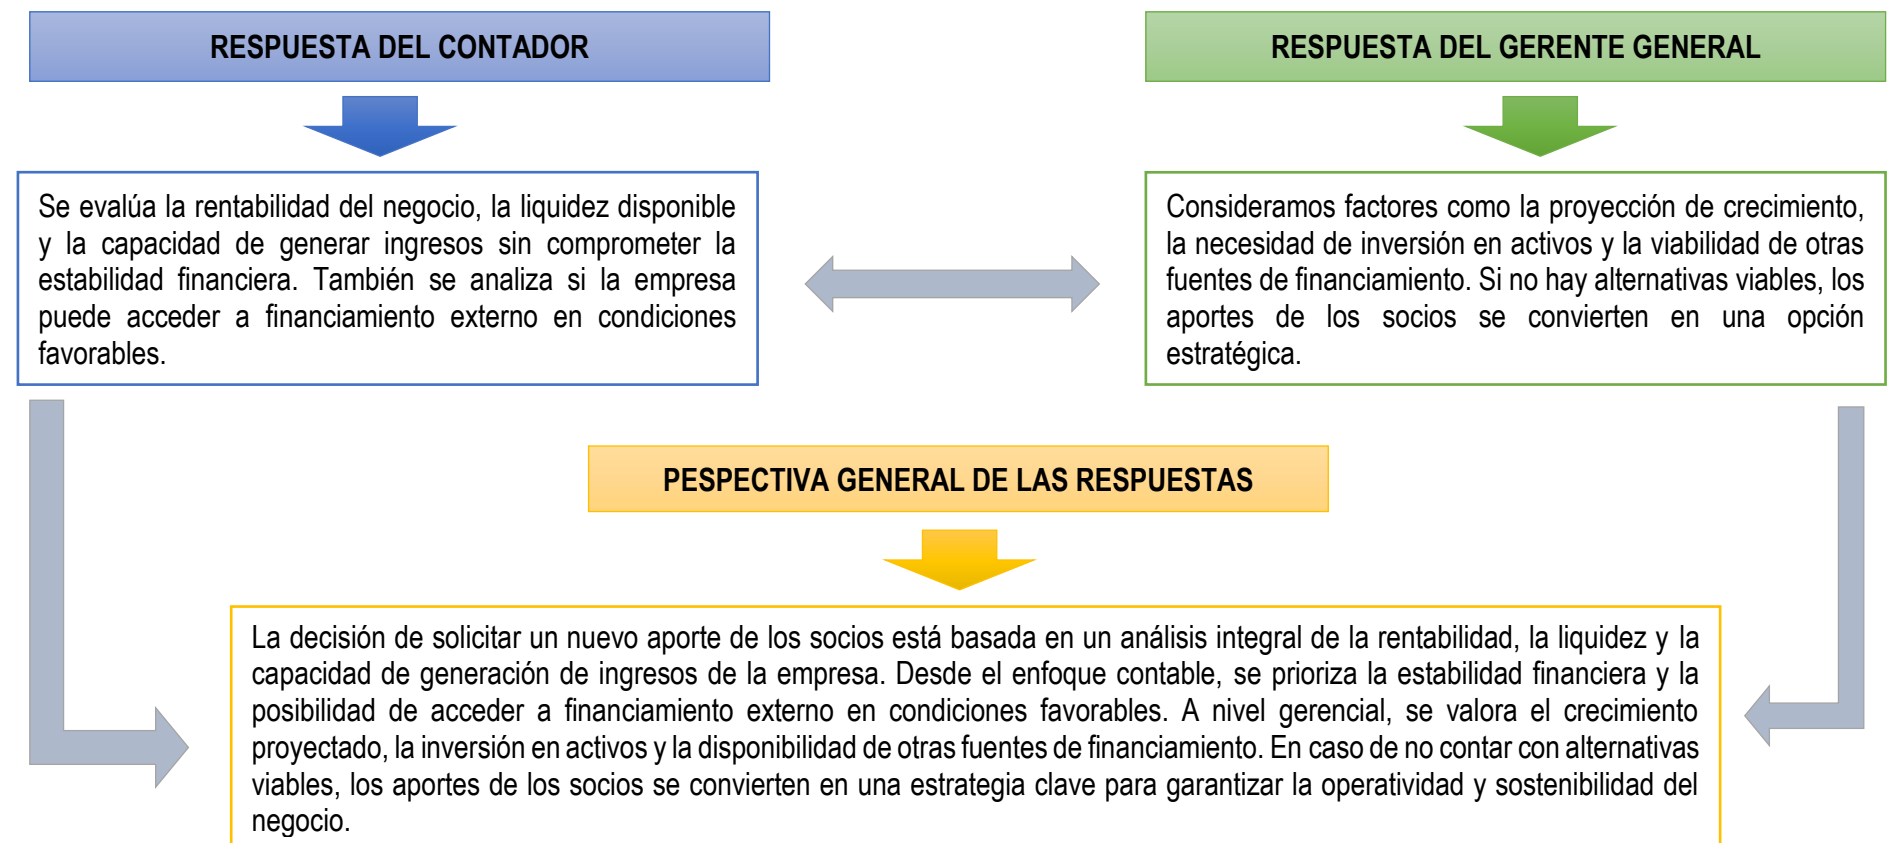 RESPUESTA DEL CONTADOR
Se evalúa la rentabilidad del negocio, la liquidez disponible
y la capacidad de generar ingresos sin comprometer la
estabilidad financiera. También se analiza si la empresa
puede acceder a financiamiento externo en condiciones
favorables.
RESPUESTA DEL GERENTE GENERAL
Consideramos factores como la proyección de crecimiento,
la necesidad de inversión en activos y la viabilidad de otras
fuentes de financiamiento. Si no hay alternativas viables, los
aportes de los socios se convierten en una opción
estratégica.
PESPECTIVA GENERAL DE LAS RESPUESTAS
La decisión de solicitar un nuevo aporte de los socios está basada en un análisis integral de la rentabilidad, la liquidez y la
capacidad de generación de ingresos de la empresa. Desde el enfoque contable, se prioriza la estabilidad financiera y la
posibilidad de acceder a financiamiento externo en condiciones favorables. A nivel gerencial, se valora el crecimiento
proyectado, la inversión en activos y la disponibilidad de otras fuentes de financiamiento. En caso de no contar con alternativas
viables, los aportes de los socios se convierten en una estrategia clave para garantizar la operatividad y sostenibilidad del
negocio.